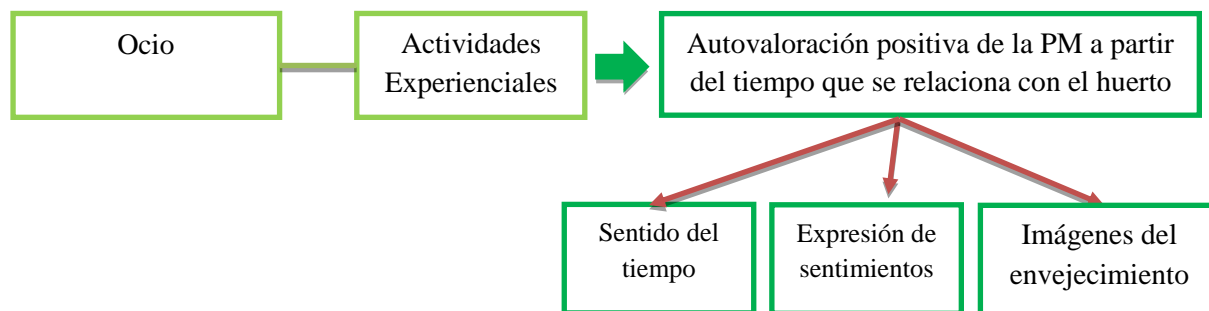 Ocio
Actividades
Experienciales
Autovaloración positiva de la PM a partir
del tiempo que se relaciona con el huerto
Sentido del
tiempo
Expresión de
sentimientos
Imágenes del
envejecimiento